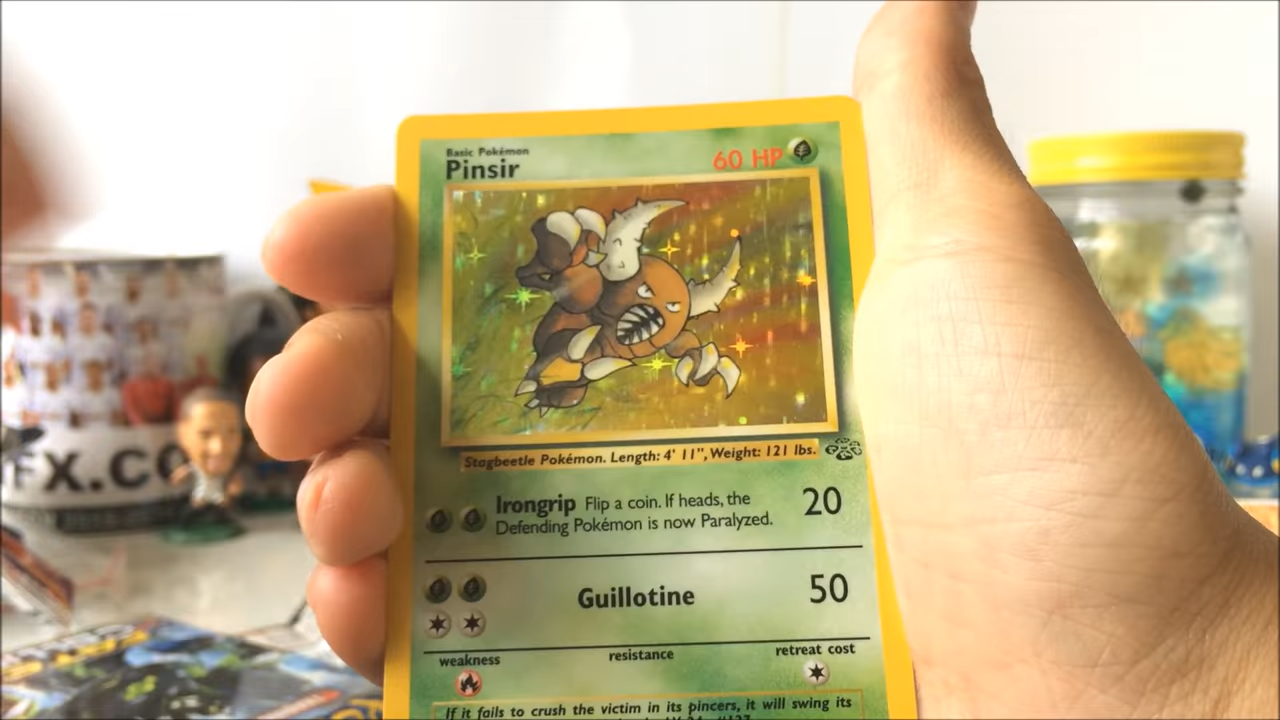 Basic Pokémon
Pinsir
60 HP
Stagbeetle Pokémon. Length: 4' 11", Weight: 121 lbs.
Irongrip Flip a coin. If heads, the
Defending Pokémon is now Paralyzed.
20
Guillotine
50
weakness
resistance
retreat cost
If it fails to crush the victim in its pincers, it will swing its
FX.CO